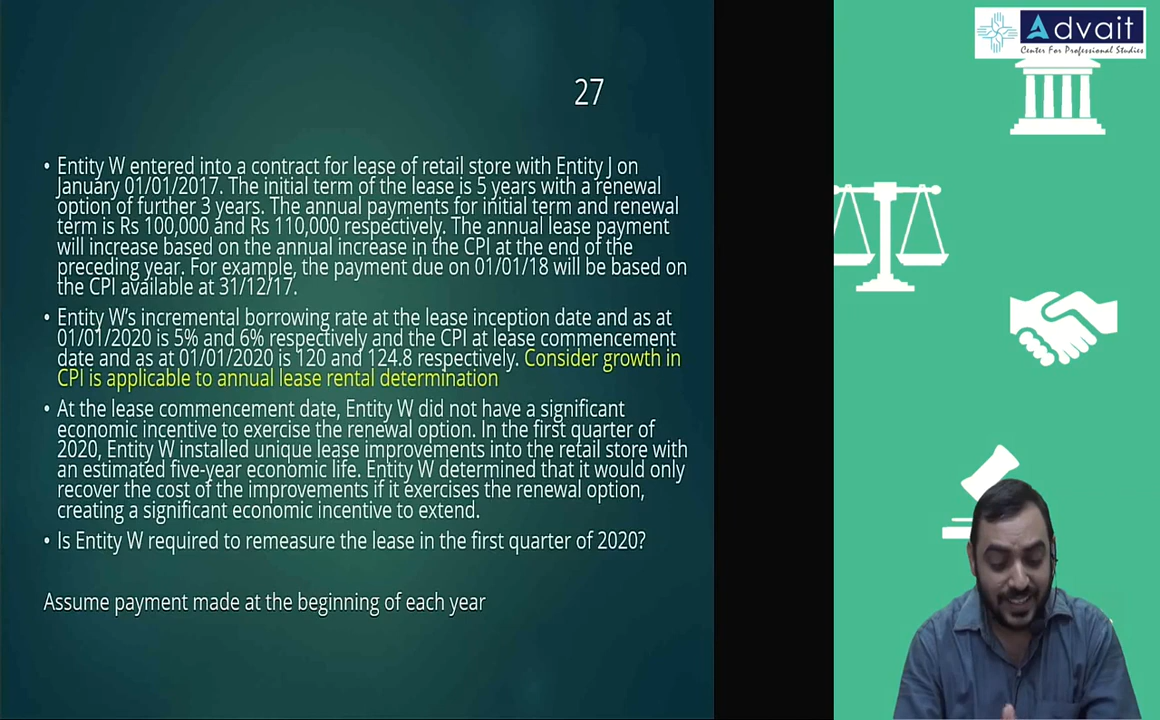 Advait
Center For Professional Studies
27
• Entity W entered into a contract for lease of retail store with Entity J on
January 01/01/2017. The initial term of the lease is 5 years with a renewal
option of further 3 years. The annual payments for initial term and renewal
term is Rs 100,000 and Rs 110,000 respectively. The annual lease payment
will increase based on the annual increase in the CPI at the end of the
preceding year. For example, the payment due on 01/01/18 will be based on
the CPI available at 31/12/17.
• Entity W's incremental borrowing rate at the lease inception date and as at
01/01/2020 is 5% and 6% respectively and the CPI at lease commencement
date and as at 01/01/2020 is 120 and 124.8 respectively. Consider growth in
CPI is applicable to annual lease rental determination
• At the lease commencement date, Entity W did not have a significant
economic incentive to exercise the renewal option. In the first quarter of
2020, Entity W installed unique lease improvements into the retail store with
an estimated five-year economic life. Entity W determined that it would only
recover the cost of the improvements if it exercises the renewal option,
creating a significant economic incentive to extend.
• Is Entity W required to remeasure the lease in the first quarter of 2020?
Assume payment made at the beginning of each year